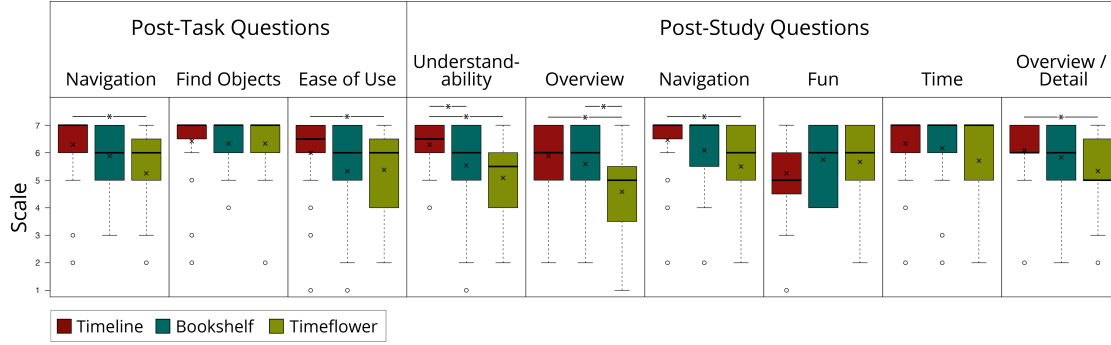 Post-Task Questions
Post-Study Questions
Navigation
Find Objects
Ease of Use
Understand-
ability
Overview
Navigation
Fun
Time
Overview /
Detail
*
*
*
*
*
*
*
*
Scale
7
6
5
4
3
2
1
Timeline
Bookshelf
Timeflower